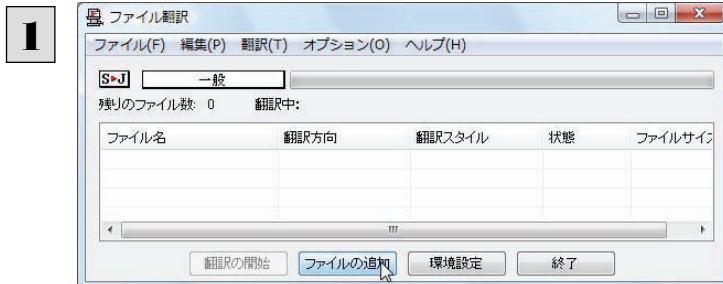 1
ファイル翻訳
ファイル(F) 編集(P) 翻訳(T) オプション(O) ヘルプ(H)
S▸J 一般
残りのファイル数: 0 翻訳中:
ファイル名 翻訳方向 翻訳スタイル 状態 ファイルサイズ
翻訳の開始 ファイルの追加 環境設定 終了